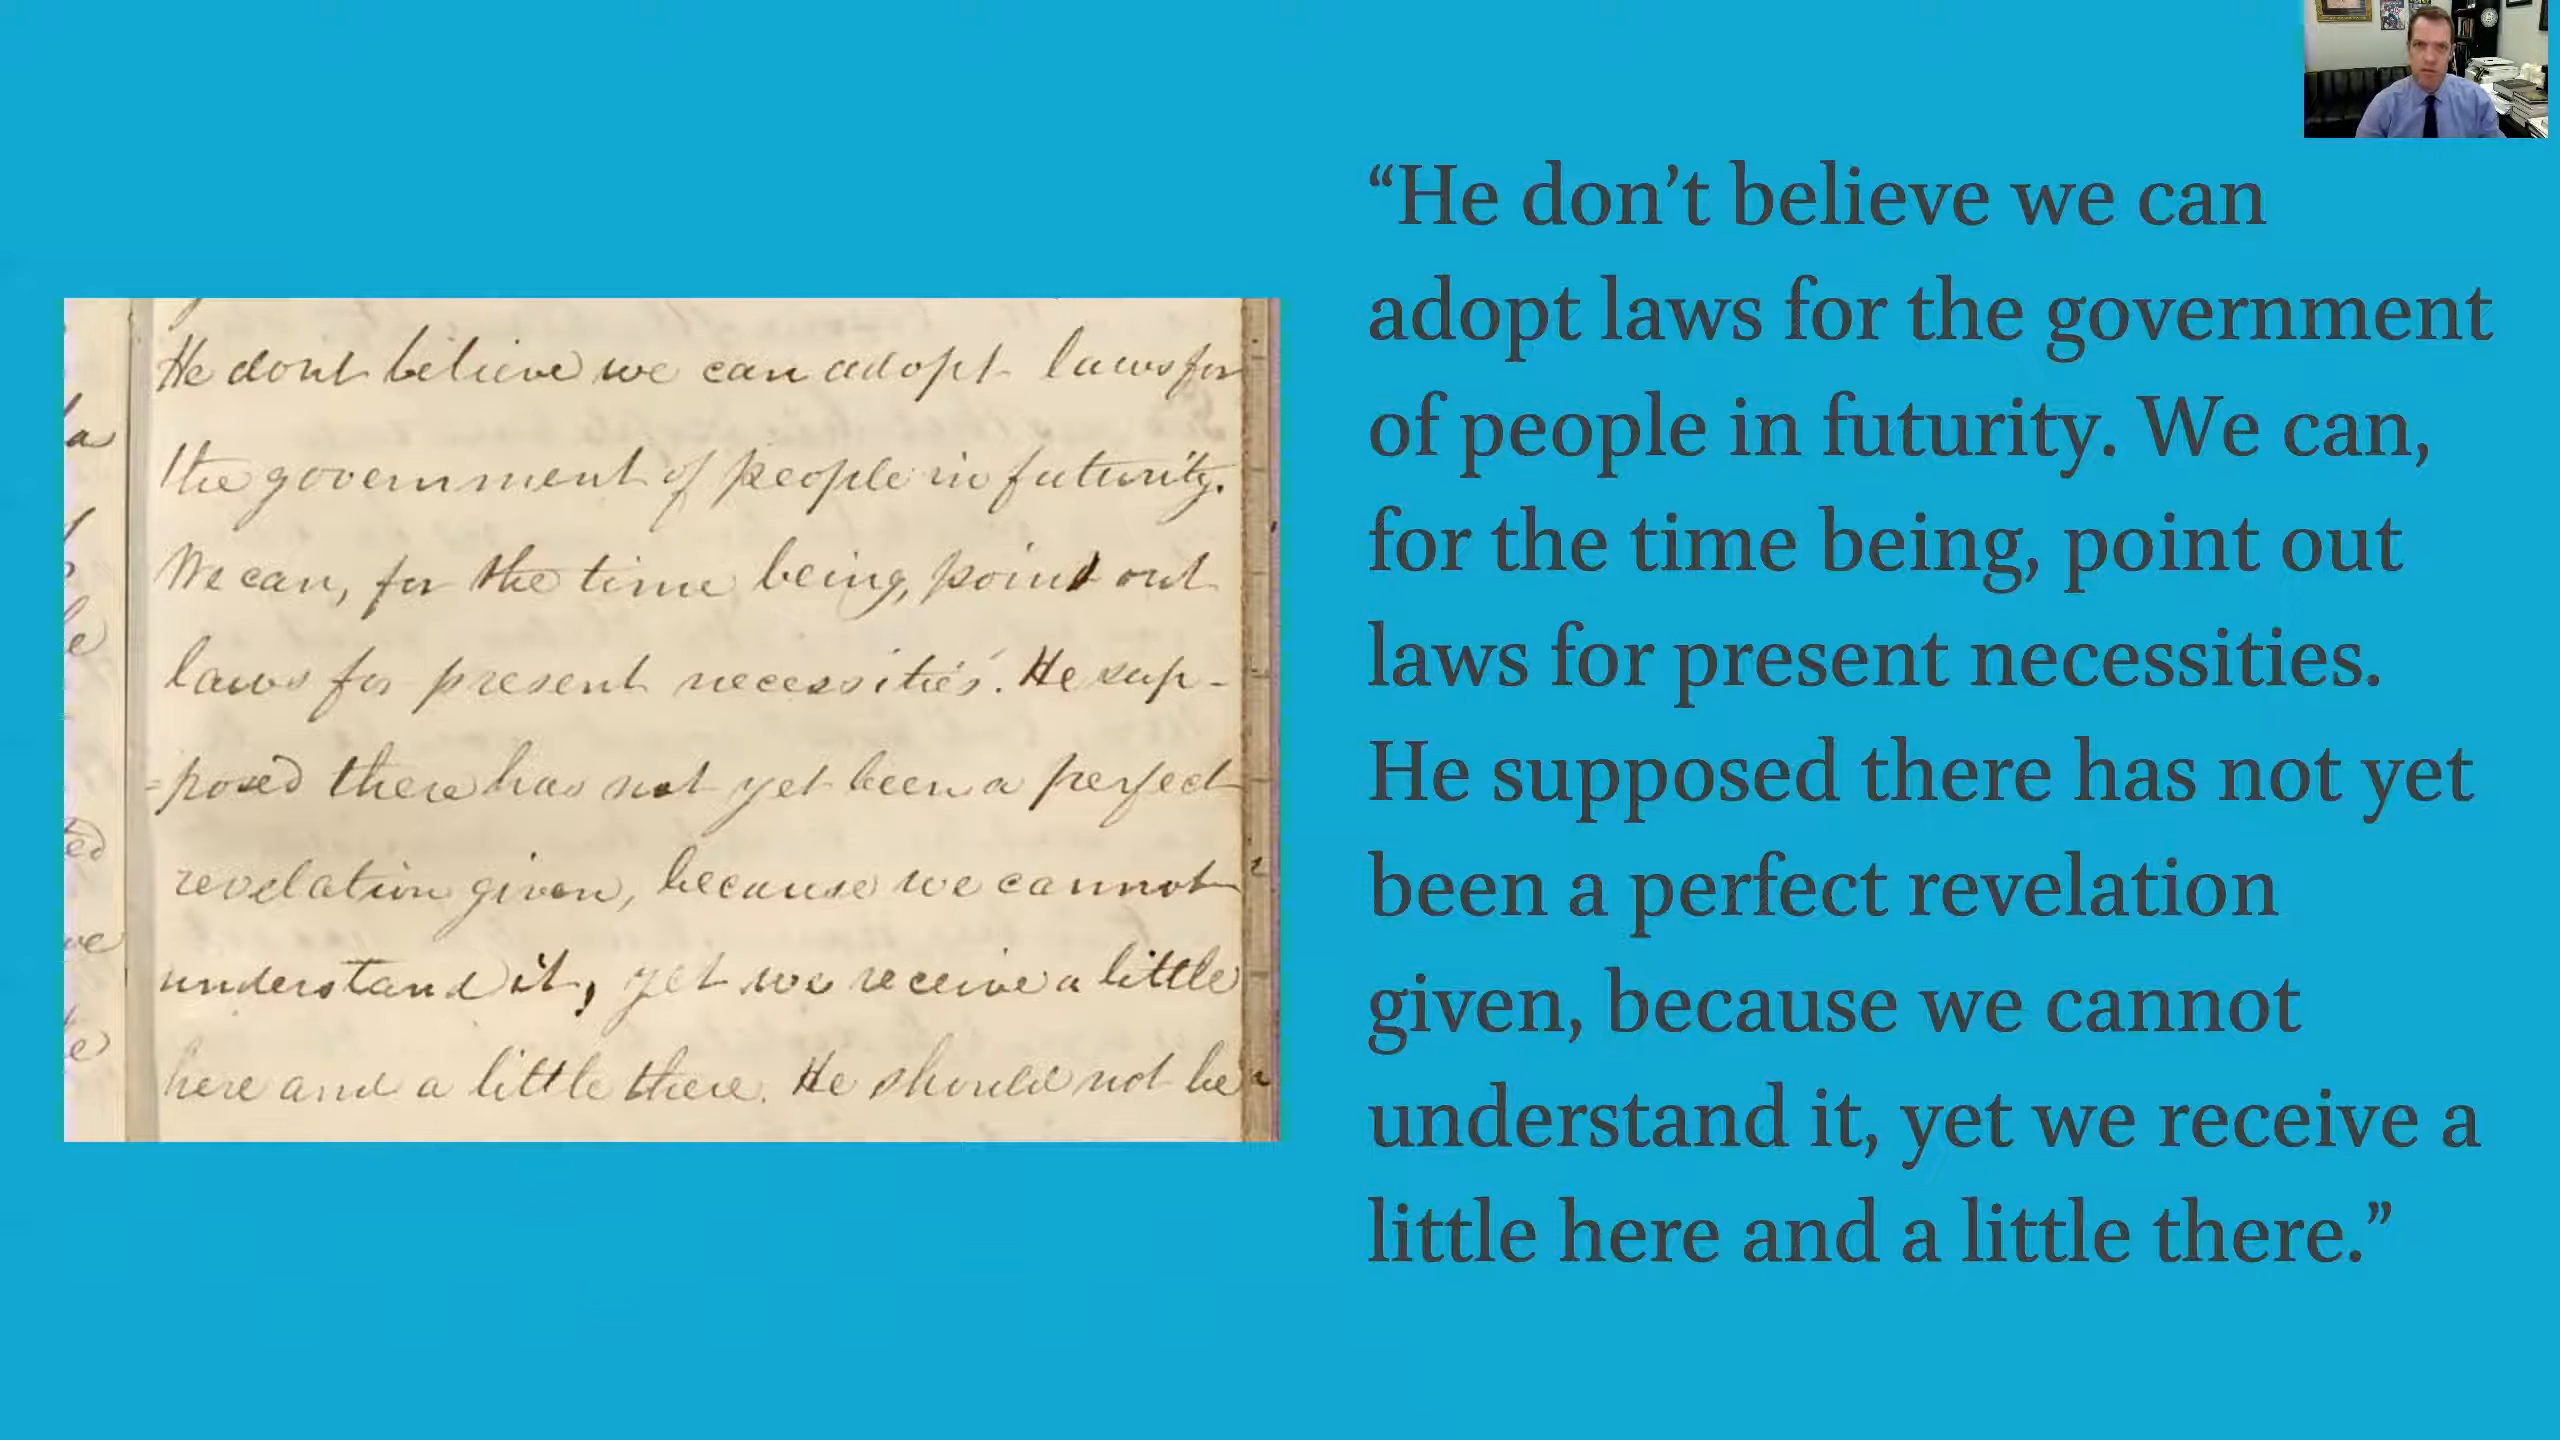 He dont believe we can adopt laws for
the government of people in futurity.
We can, for the time being, point out
laws for present necessities. He sup-
=posed there has not yet been a perfect
revelation given, because we cannot
understand it, yet we receive a little
here and a little there. He should not be
“He don’t believe we can
adopt laws for the government
of people in futurity. We can,
for the time being, point out
laws for present necessities.
He supposed there has not yet
been a perfect revelation
given, because we cannot
understand it, yet we receive a
little here and a little there.”